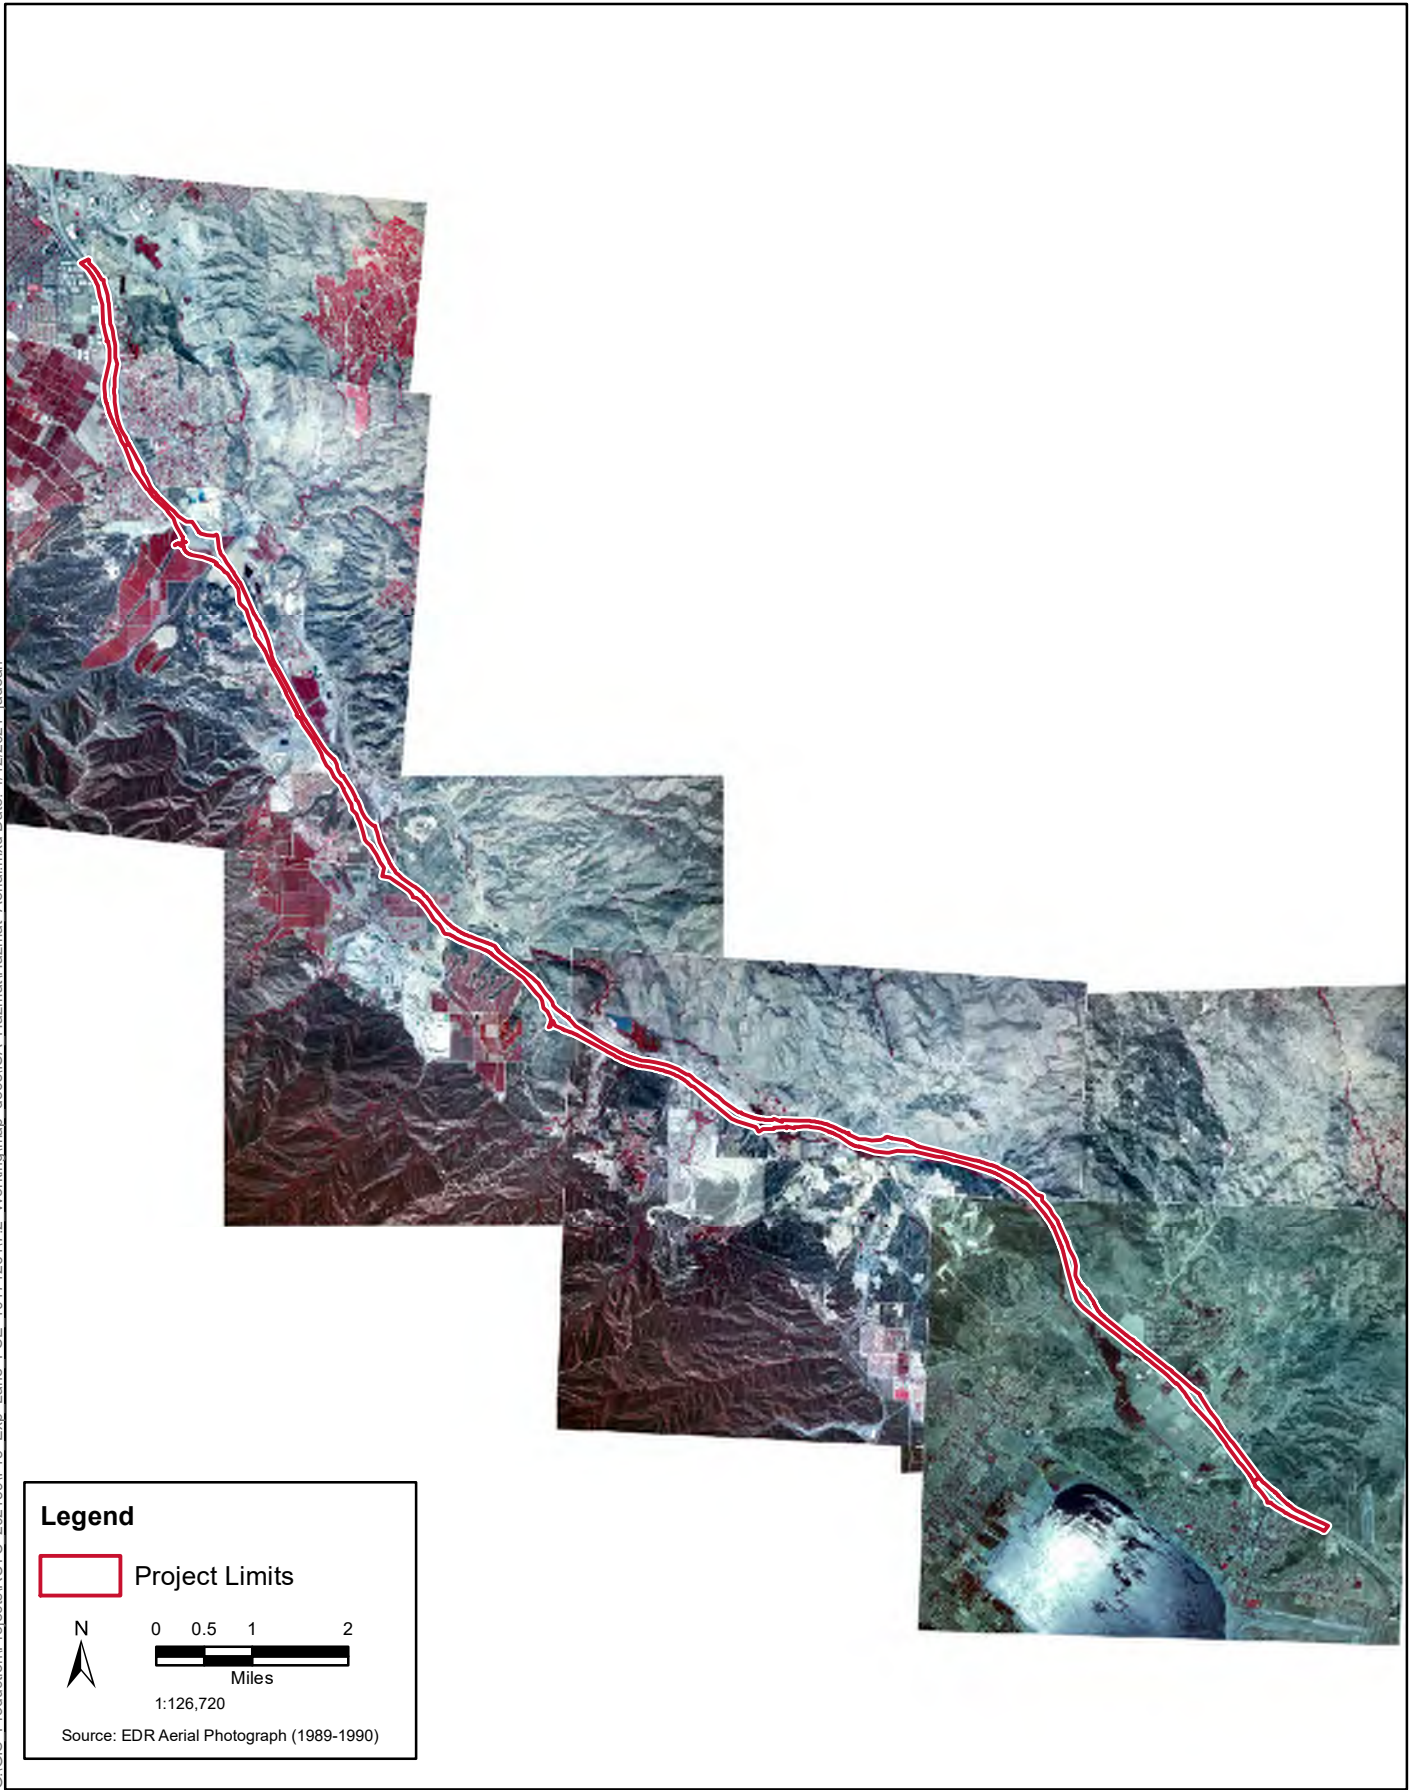 Legend
Project Limits
N
0 0.5 1 2
Miles
1:126,720
Source: EDR Aerial Photograph (1989-1990)